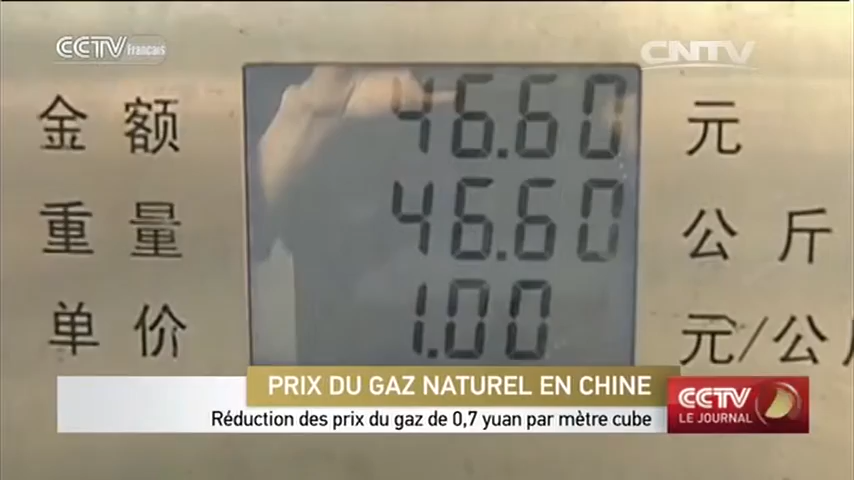 CCTV Français
CNTV
金额 46.60 元
重量 46.60 公斤
单价 1.00 元/公
PRIX DU GAZ NATUREL EN CHINE
Réduction des prix du gaz de 0,7 yuan par mètre cube
CCTV
LE JOURNAL